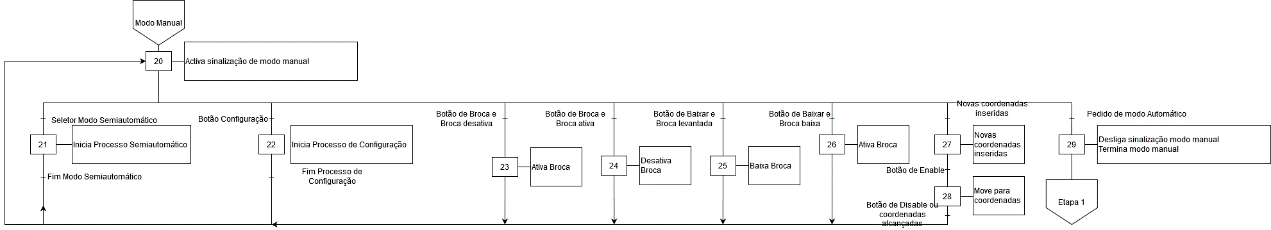 Modo Manual
20
Activa sinalização de modo manual
Seletor Modo Semiautomático
21
Inicia Processo Semiautomático
Fim Modo Semiautomático
Botão Configuração
22
Inicia Processo de Configuração
Fim Processo de
Configuração
Botão de Broca e
Broca desativa
23
Ativa Broca
Botão de Broca e
Broca ativa
24
Desativa
Broca
Botão de Baixar e
Broca levantada
25
Baixa Broca
Botão de Baixar e
Broca baixa
26
Ativa Broca
Novas coordenadas
inseridas
27
Novas
coordenadas
inseridas
Botão de Enable
28
Move para
coordenadas
Botão de Disable ou
coordenadas
alcançadas
Pedido de modo Automático
29
Desliga sinalização modo manual
Termina modo manual
Etapa 1